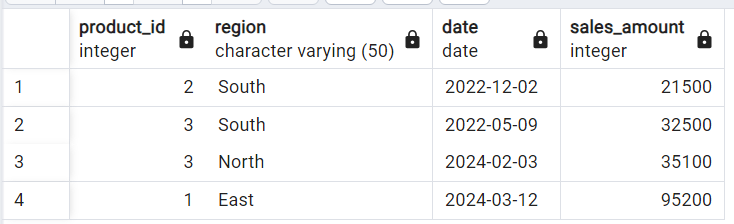 product_id region date sales_amount
integer character varying (50) date integer
1 2 South 2022-12-02 21500
2 3 South 2022-05-09 32500
3 3 North 2024-02-03 35100
4 1 East 2024-03-12 95200